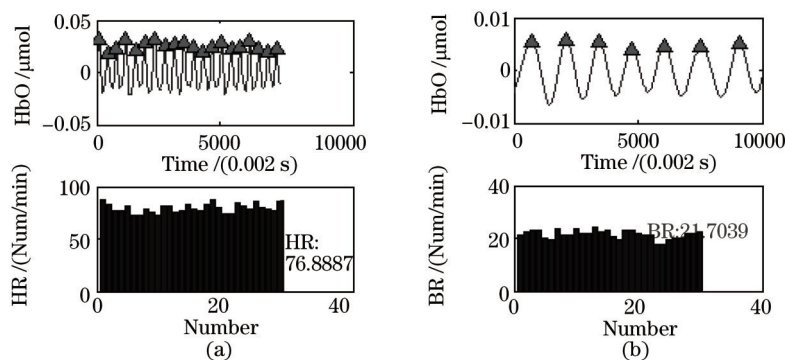 0.05
0
−0.05
HbO /μmol
0
5000
10000
Time /(0.002 s)
100
50
0
HR /(Num/min)
HR:
76.8887
0
20
40
Number
(a)
0.01
0
−0.01
HbO /μmol
0
5000
10000
Time /(0.002 s)
40
20
0
BR /(Num/min)
BR:21.7039
0
20
40
Number
(b)